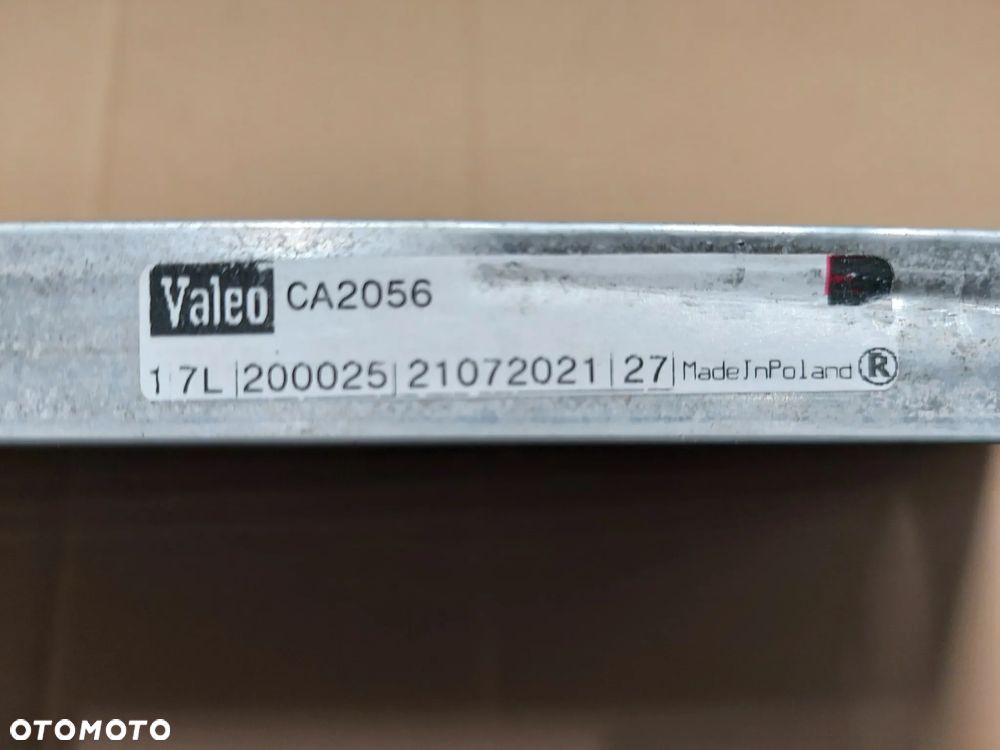 Valeo CA2056
1 7L |200025| 21072021 | 27 | MadeInPoland ®
OTOMOTO